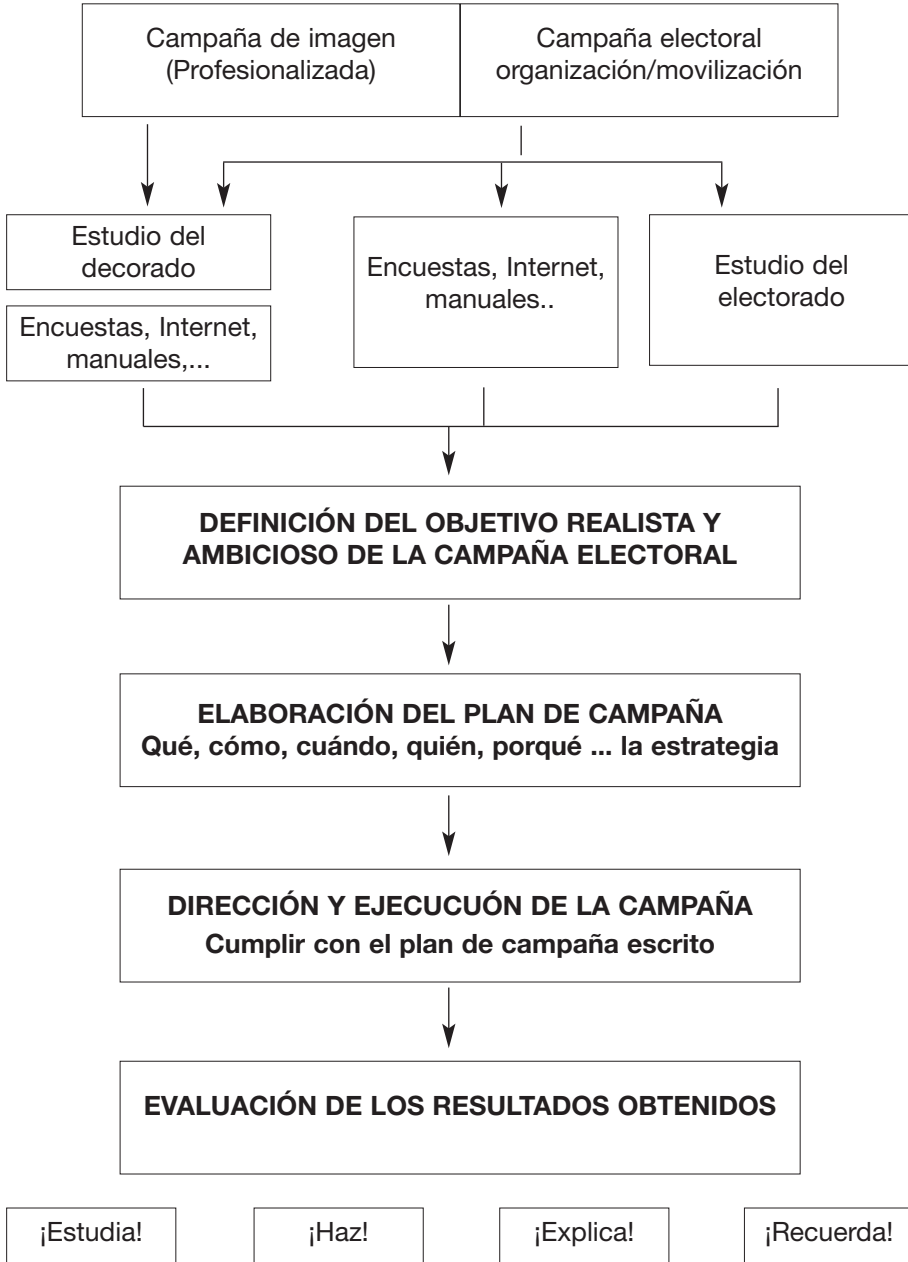 Campaña de imagen
(Profesionalizada)
Campaña electoral
organización/movilización
Estudio del
decorado
Encuestas, Internet,
manuales,...
Encuestas, Internet,
manuales..
Estudio del
electorado
DEFINICIÓN DEL OBJETIVO REALISTA Y
AMBICIOSO DE LA CAMPAÑA ELECTORAL
ELABORACIÓN DEL PLAN DE CAMPAÑA
Qué, cómo, cuándo, quién, porqué ... la estrategia
DIRECCIÓN Y EJECUCUÓN DE LA CAMPAÑA
Cumplir con el plan de campaña escrito
EVALUACIÓN DE LOS RESULTADOS OBTENIDOS
¡Estudia!
¡Haz!
¡Explica!
¡Recuerda!